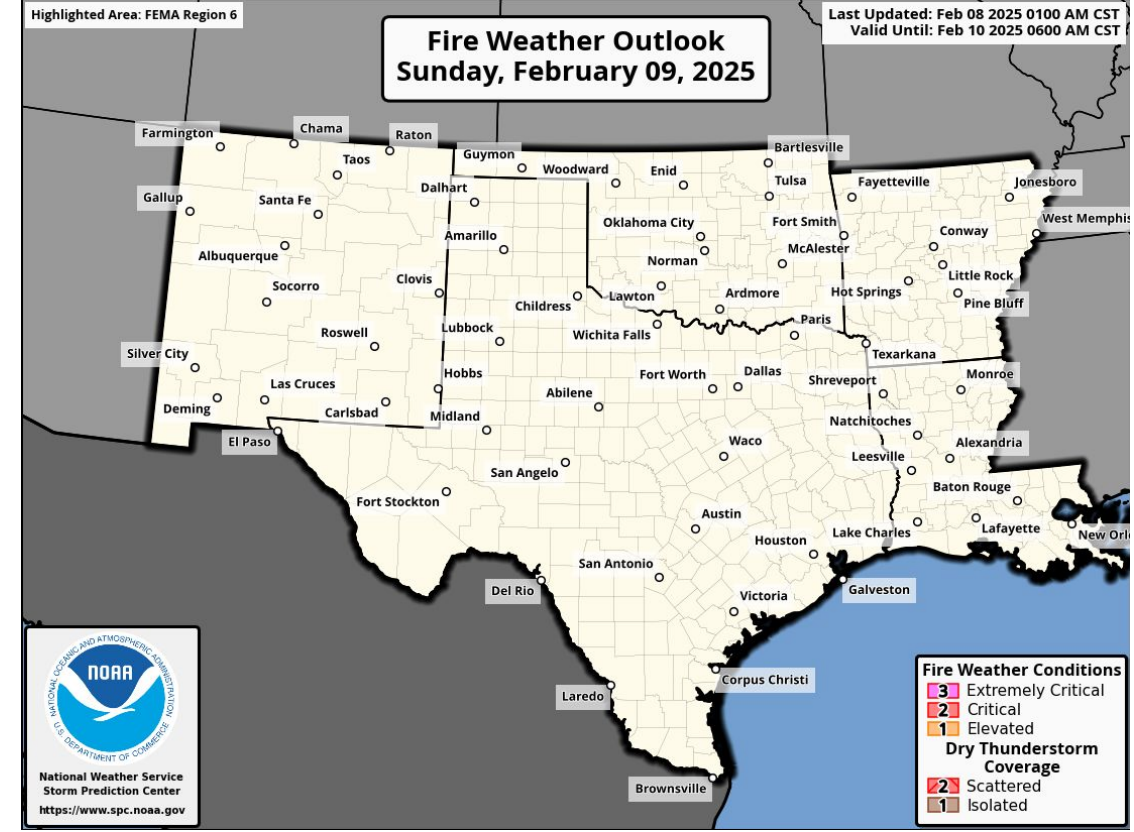 Highlighted Area: FEMA Region 6
Fire Weather Outlook
Sunday, February 09, 2025
Last Updated: Feb 08 2025 0100 AM CST
Valid Until: Feb 10 2025 0600 AM CST
Farmington
Chama
Raton
Taos
Guymon
Woodward
Enid
Bartlesville
Tulsa
Fayetteville
Jonesboro
Gallup
Santa Fe
Dalhart
Oklahoma City
Fort Smith
West Memphis
Conway
Amarillo
McAlester
Albuquerque
Norman
Little Rock
Socorro
Clovis
Childress
Lawton
Ardmore
Hot Springs
Pine Bluff
Roswell
Lubbock
Wichita Falls
Paris
Silver City
Texarkana
Las Cruces
Hobbs
Fort Worth
Dallas
Shreveport
Monroe
Deming
Carlsbad
Midland
Abilene
Natchitoches
El Paso
Waco
Alexandria
Leesville
San Angelo
Baton Rouge
Fort Stockton
Austin
Houston
Lake Charles
Lafayette
New Orl
Del Rio
San Antonio
Galveston
Victoria
Laredo
Corpus Christi
Brownsville
NATIONAL OCEANIC AND ATMOSPHERIC ADMINISTRATION
NOAA
U.S. DEPARTMENT OF COMMERCE
National Weather Service
Storm Prediction Center
https://www.spc.noaa.gov
Fire Weather Conditions
3 Extremely Critical
2 Critical
1 Elevated
Dry Thunderstorm
Coverage
2 Scattered
1 Isolated